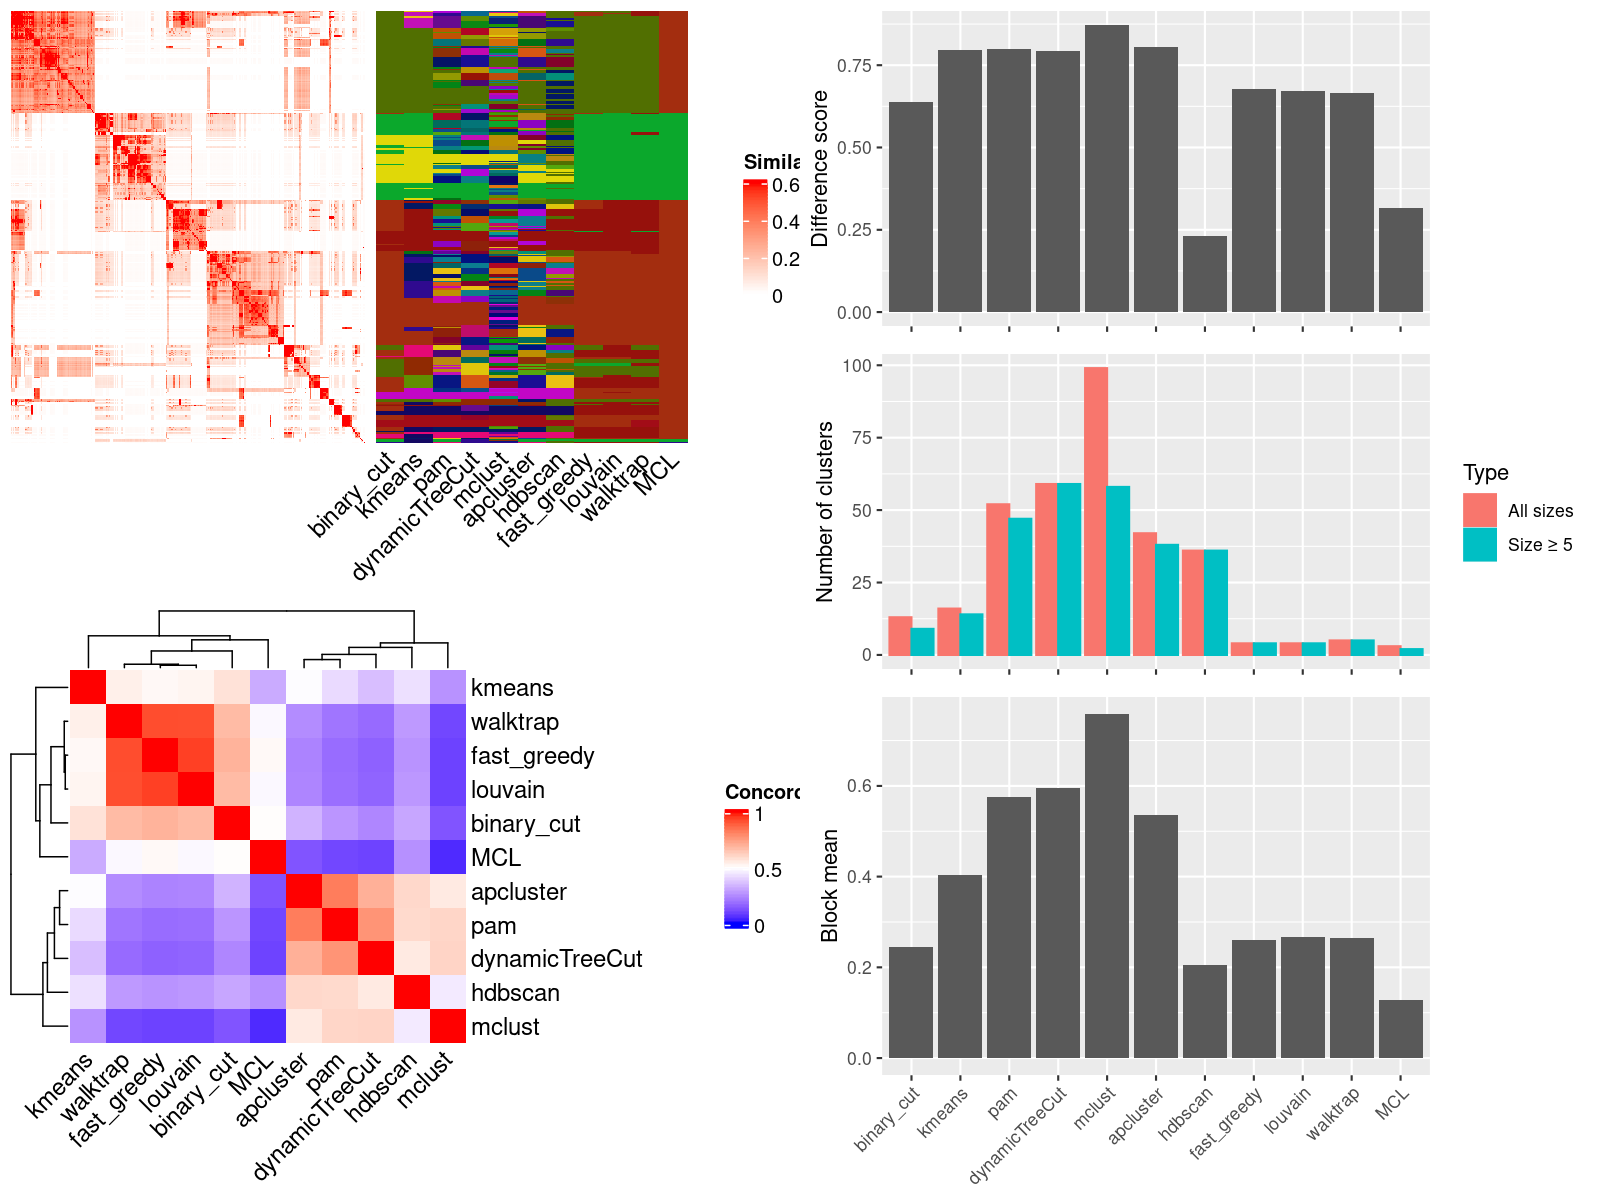 Simila
0.6
0.4
0.2
0
binary_cut
kmeans
pam
dynamicTreeCut
mclust
apcluster
hdbscan
fast_greedy
louvain
walktrap
MCL
kmeans
walktrap
fast_greedy
louvain
binary_cut
MCL
apcluster
pam
dynamicTreeCut
hdbscan
mclust
kmeans
walktrap
fast_greedy
louvain
binary_cut
MCL
apcluster
pam
dynamicTreeCut
hdbscan
mclust
Concord
1
0.5
0
Difference score
0.75
0.50
0.25
0.00
Number of clusters
100
75
50
25
0
Type
All sizes
Size ≥ 5
Block mean
0.6
0.4
0.2
0.0
binary_cut
kmeans
pam
dynamicTreeCut
mclust
apcluster
hdbscan
fast_greedy
louvain
walktrap
MCL